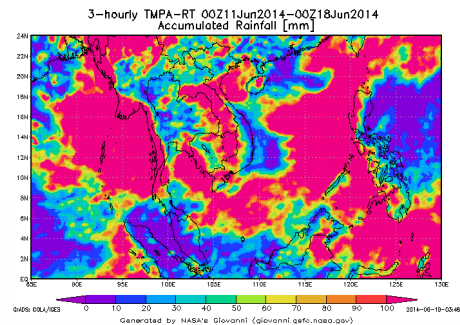 3-hourly TMPA-RT 00Z11Jun2014-00Z18Jun2014
Accumulated Rainfall [mm]
24N
22N
20N
18N
16N
14N
12N
10N
8N
6N
4N
2N
EQ
85E 90E 95E 100E 105E 110E 115E 120E 125E 130E
0 10 20 30 40 50 60 70 80 90 100
GrADS: COLA/IGES 2014-06-19-03:46
Generated by NASA's Giovanni (giovanni.gsfc.nasa.gov)